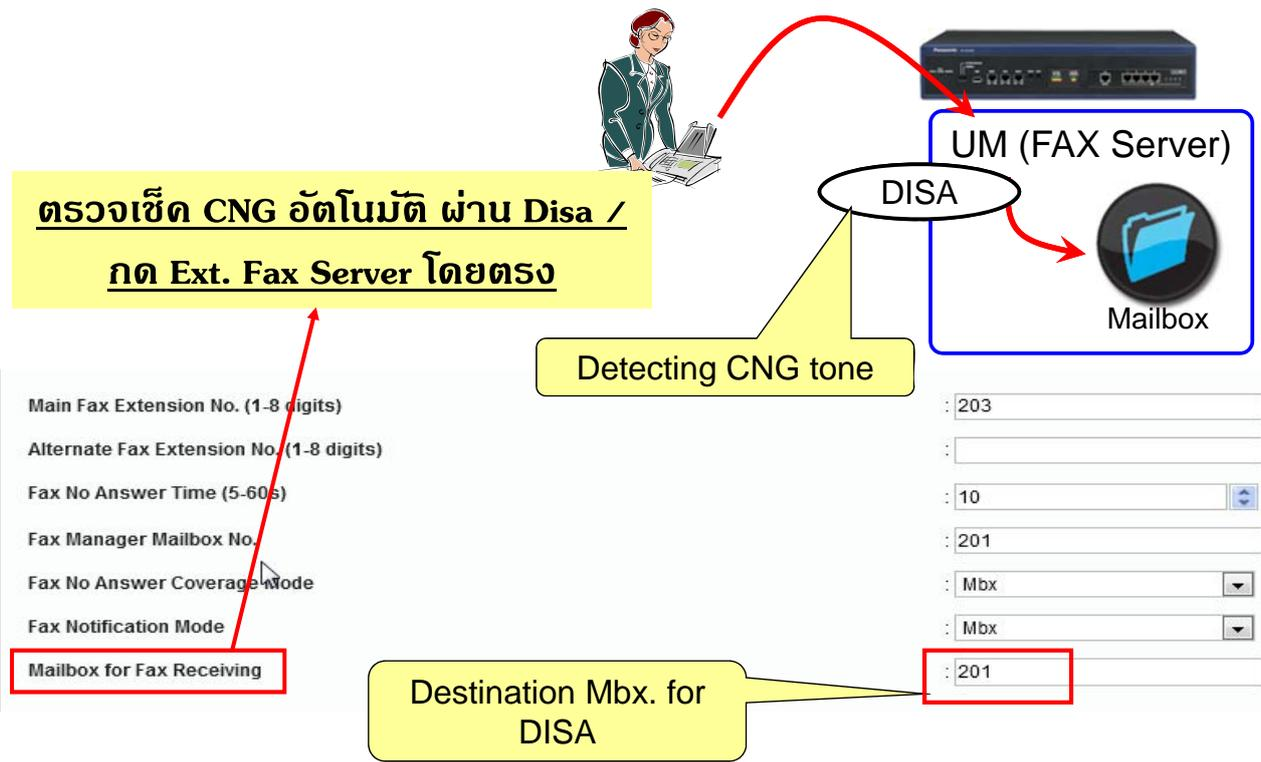 Panasonic
UM (FAX Server)
DISA
Mailbox
ตรวจเช็ค CNG อัตโนมัติ ผ่าน Disa /
กด Ext. Fax Server โดยตรง
Detecting CNG tone
Main Fax Extension No. (1-8 digits) : 203
Alternate Fax Extension No. (1-8 digits) :
Fax No Answer Time (5-60s) : 10
Fax Manager Mailbox No. : 201
Fax No Answer Coverage Mode : Mbx
Fax Notification Mode : Mbx
Mailbox for Fax Receiving : 201
Destination Mbx. for
DISA